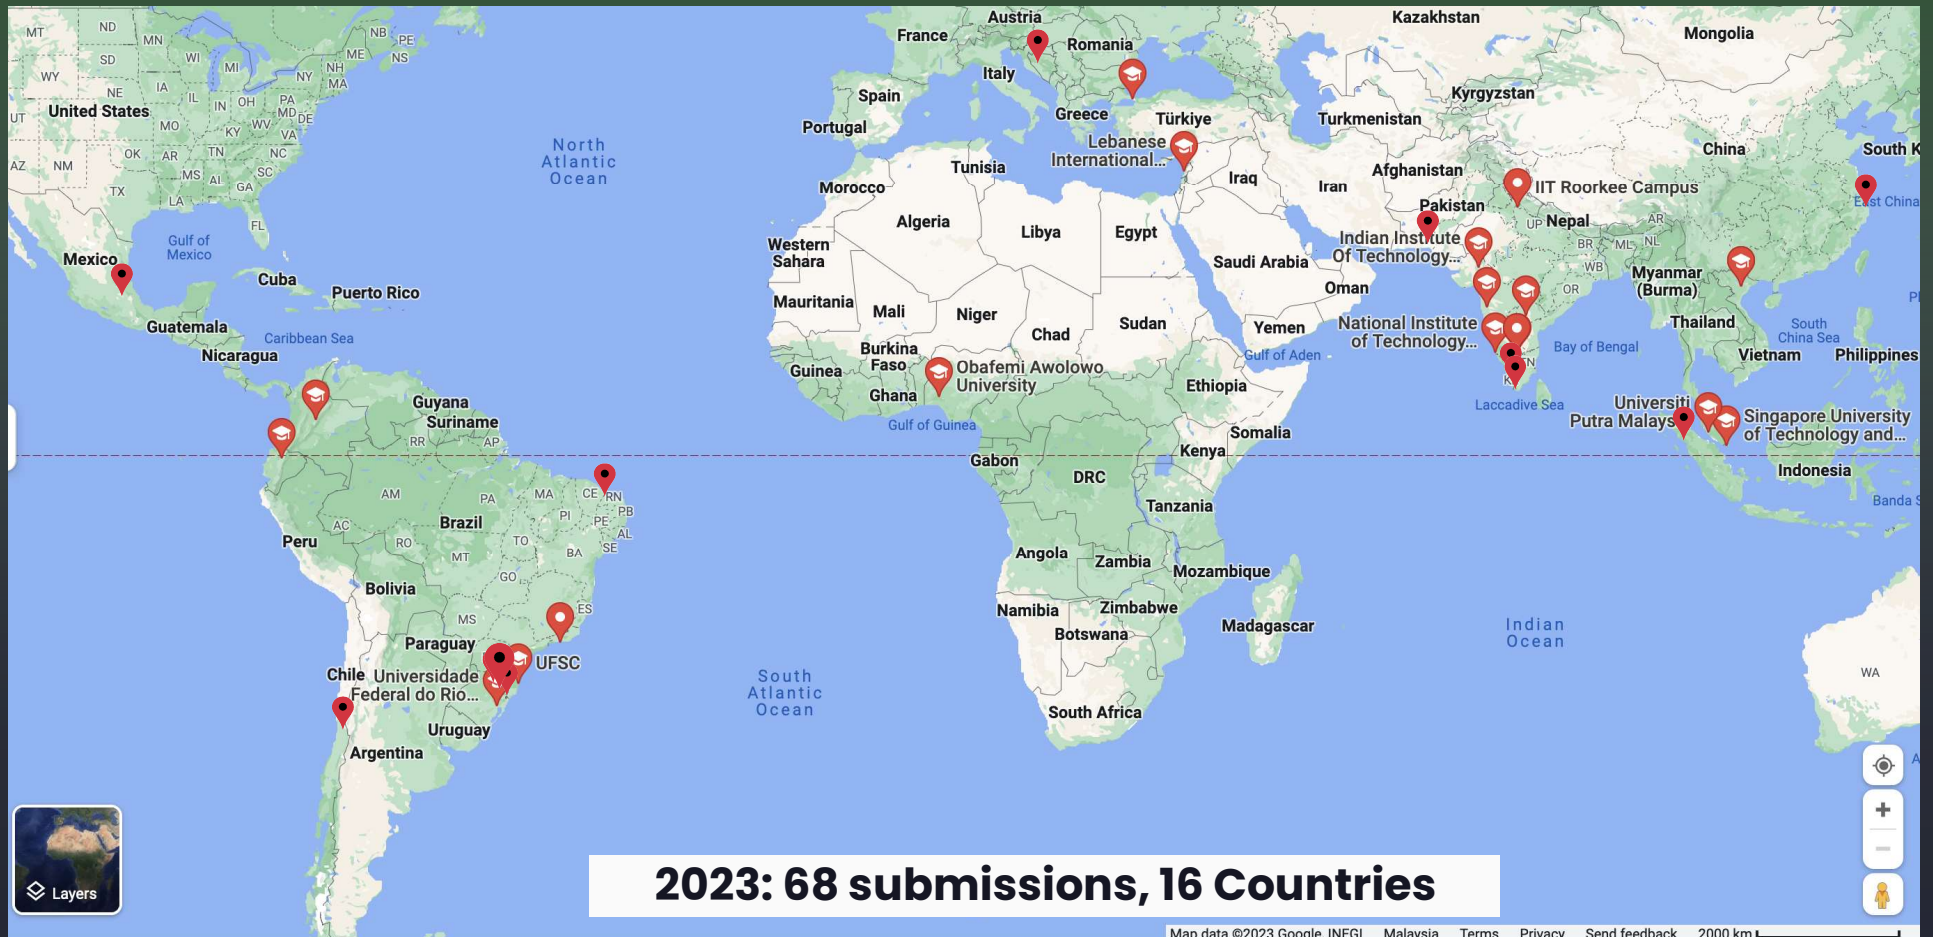 MT
ND
MN
NB
PE
NS
ME
SD
WI
MI
NY
NH
MA
WY
NE
IA
IL
IN
OH
PA
MD
DE
United States
UT
MO
KY
WV
VA
AZ
NM
OK
AR
TN
NC
MS
AL
GA
SC
TX
LA
FL
Gulf of
Mexico
Mexico
Cuba
Puerto Rico
Guatemala
Caribbean Sea
Nicaragua
North
Atlantic
Ocean
Guyana
Suriname
RR
AP
AM
PA
MA
CE
RN
PB
PI
PE
AL
SE
AC
RO
Brazil
TO
BA
MT
GO
Peru
Bolivia
MS
ES
Paraguay
UFSC
Chile
Universidade
Federal do Rio...
Uruguay
Argentina
South
Atlantic
Ocean
Austria
France
Romania
Italy
Spain
Portugal
Greece
Türkiye
Lebanese
International...
Tunisia
Morocco
Algeria
Libya
Egypt
Western
Sahara
Mauritania
Mali
Niger
Chad
Sudan
Burkina
Faso
Guinea
Ghana
Obafemi Awolowo
University
Gulf of Guinea
Gabon
DRC
Ethiopia
Somalia
Kenya
Tanzania
Angola
Zambia
Mozambique
Namibia
Zimbabwe
Botswana
Madagascar
South Africa
Kazakhstan
Mongolia
Kyrgyzstan
Turkmenistan
China
South K
Afghanistan
Iraq
Iran
Pakistan
IIT Roorkee Campus
East China
Nepal
UP
AR
BR
ML
NL
Indian Institute
Of Technology...
WB
OR
Saudi Arabia
Oman
Yemen
Gulf of Aden
Myanmar
(Burma)
National Institute
of Technology...
TN
Bay of Bengal
Thailand
South
China Sea
Vietnam
Philippines
Laccadive Sea
Universiti
Putra Malays
Singapore University
of Technology and...
Indonesia
Banda S
Indian
Ocean
WA
Layers
2023: 68 submissions, 16 Countries
Map data ©2023 Google, INEGI Malaysia Terms Privacy Send feedback 2000 km